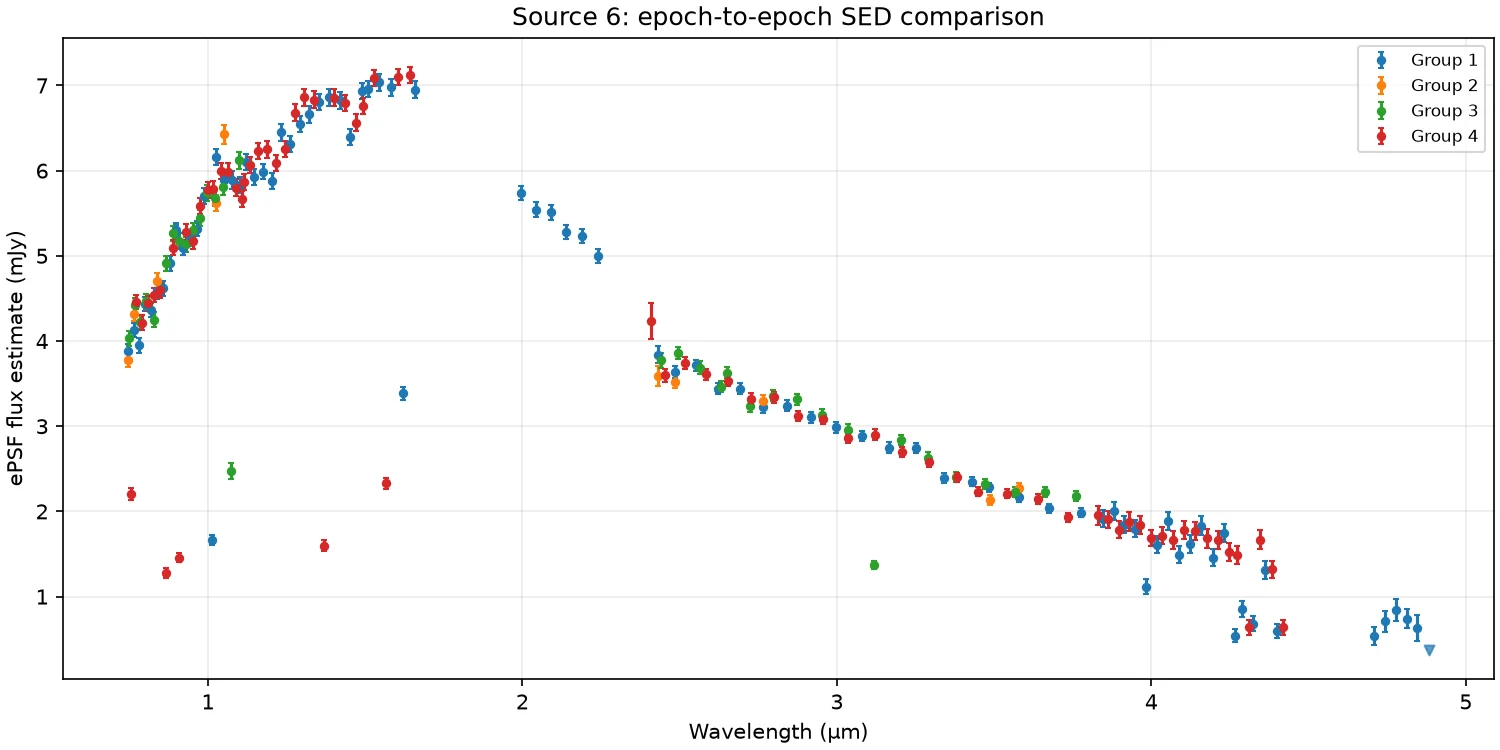 Source 6: epoch-to-epoch SED comparison
Group 1
Group 2
Group 3
Group 4
ePSF flux estimate (mJy)
7
6
5
4
3
2
1
1 2 3 4 5
Wavelength (μm)